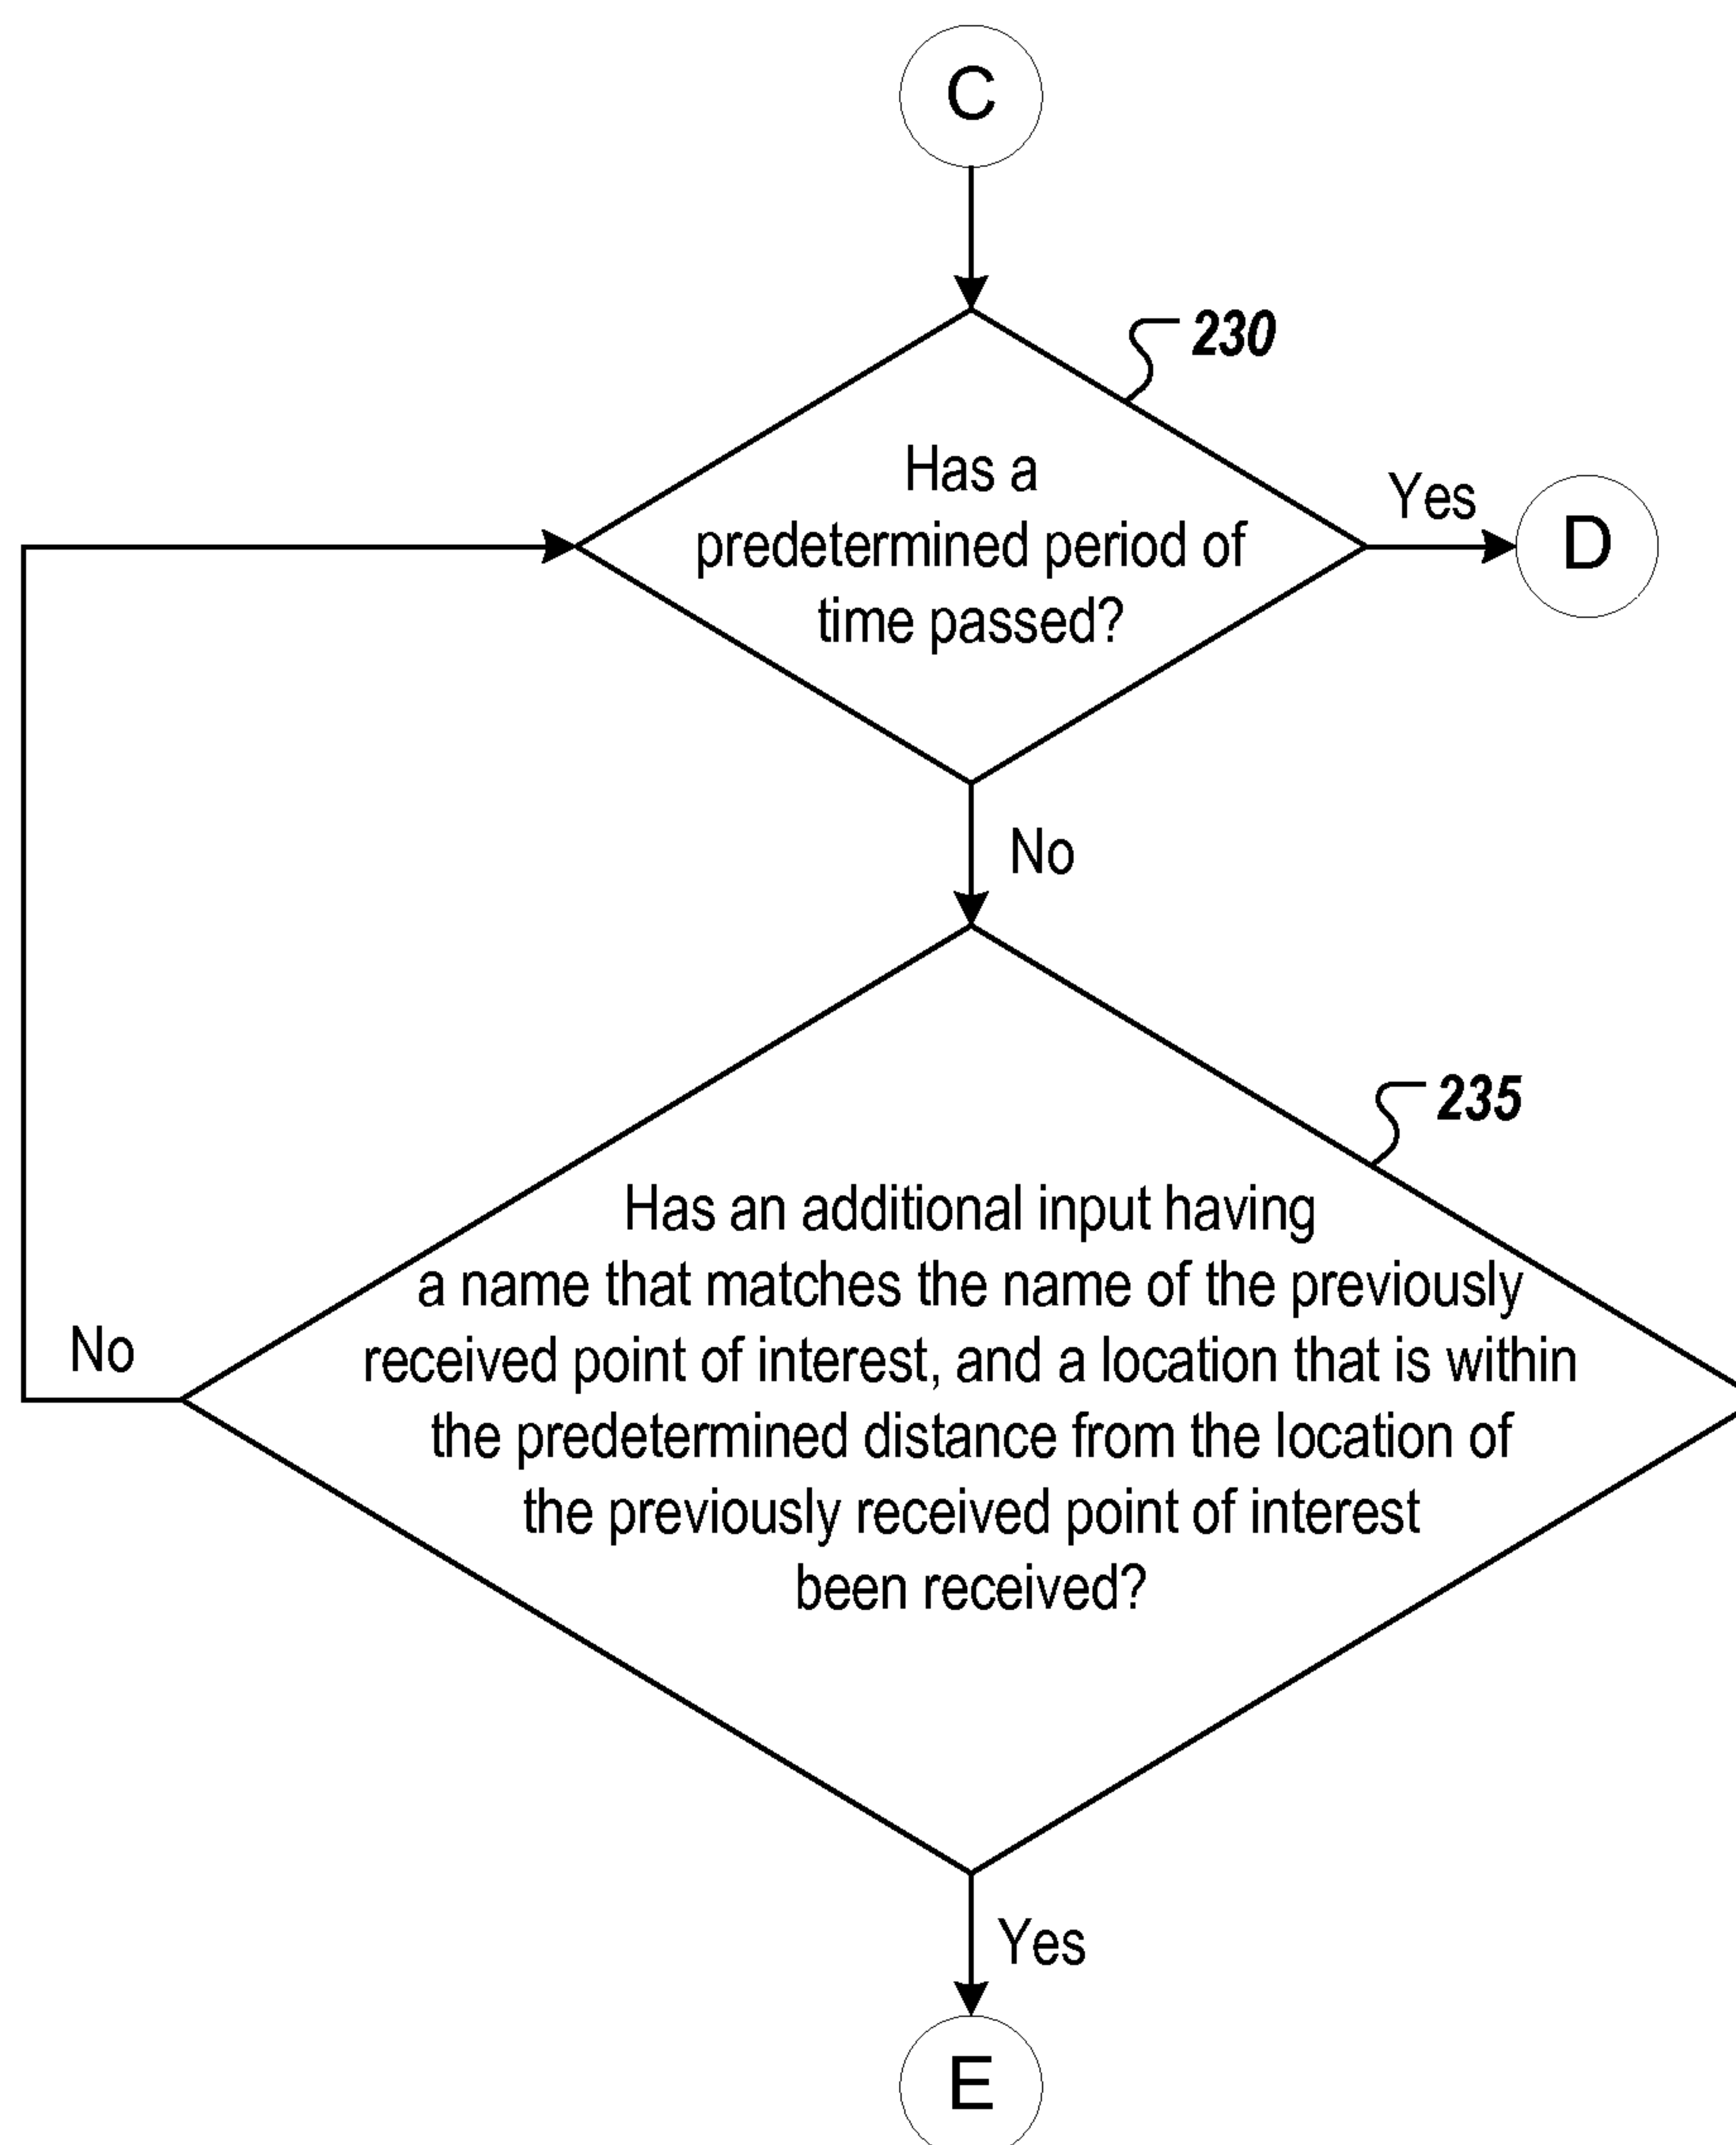 C
230
Has a
predetermined period of
time passed?
Yes
D
No
235
Has an additional input having
a name that matches the name of the previously
received point of interest, and a location that is within
the predetermined distance from the location of
the previously received point of interest
been received?
No
Yes
E